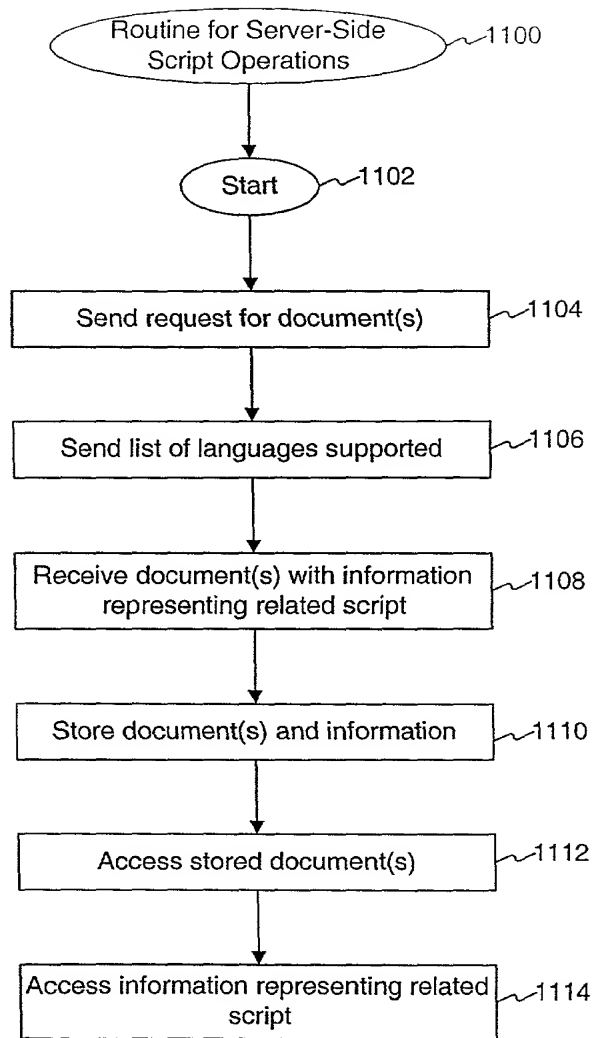 Routine for Server-Side
Script Operations
1100
Start
1102
Send request for document(s)
1104
Send list of languages supported
1106
Receive document(s) with information
representing related script
1108
Store document(s) and information
1110
Access stored document(s)
1112
Access information representing related
script
1114